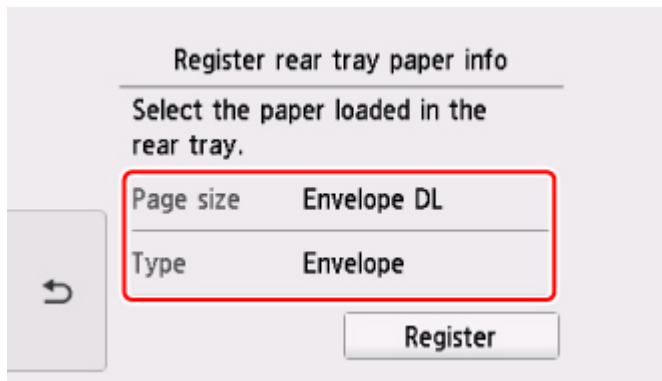 Register rear tray paper info
Select the paper loaded in the
rear tray.
Page size Envelope DL
Type Envelope
Register